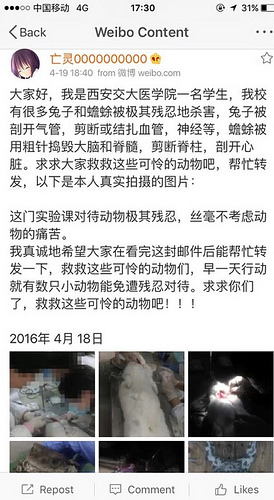 中国移动 4G 17:30 31%
Back Weibo Content ...
亡灵0000000000
4-19 18:40 from 微博 weibo.com
大家好，我是西安交大医学院一名学生，我校
有很多兔子和蟾蜍被极其残忍地杀害，兔子被
剖开气管，剪断或结扎血管，神经等，蟾蜍被
用粗针捣毁大脑和脊髓，剪断脊柱，剖开心
脏。求求大家救救这些可怜的动物吧，帮忙转
发，以下是本人真实拍摄的图片：
这门实验课对待动物被极其残忍，丝毫不考虑动
物的痛苦。
我真诚地希望大家在看完这封邮件后能帮忙转
发一下，救救这些可怜的动物们，早一天行动
就有数只小动物能免遭残忍对待。求求你们
了，救救这些可怜的动物吧！！！
2016年 4月 18日
Repost Comment Likes